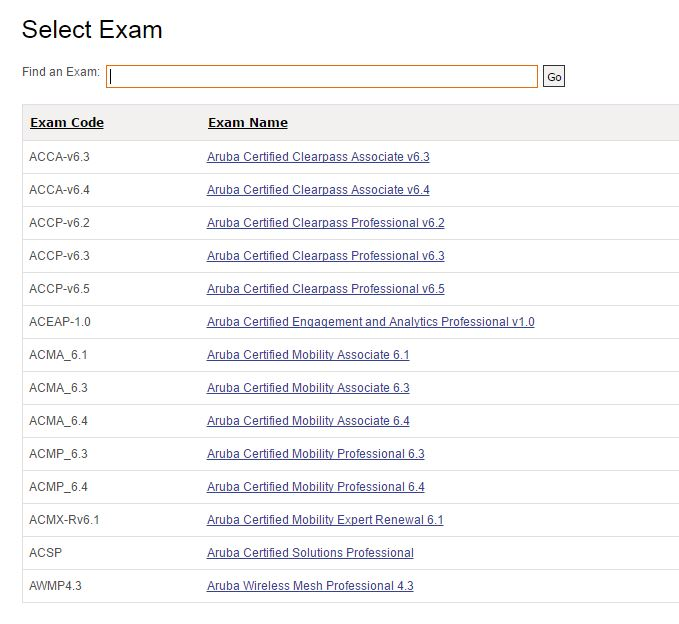 Select Exam
Find an Exam: Go
Exam Code Exam Name
ACCA-v6.3 Aruba Certified Clearpass Associate v6.3
ACCA-v6.4 Aruba Certified Clearpass Associate v6.4
ACCP-v6.2 Aruba Certified Clearpass Professional v6.2
ACCP-v6.3 Aruba Certified Clearpass Professional v6.3
ACCP-v6.5 Aruba Certified Clearpass Professional v6.5
ACEAP-1.0 Aruba Certified Engagement and Analytics Professional v1.0
ACMA_6.1 Aruba Certified Mobility Associate 6.1
ACMA_6.3 Aruba Certified Mobility Associate 6.3
ACMA_6.4 Aruba Certified Mobility Associate 6.4
ACMP_6.3 Aruba Certified Mobility Professional 6.3
ACMP_6.4 Aruba Certified Mobility Professional 6.4
ACMX-Rv6.1 Aruba Certified Mobility Expert Renewal 6.1
ACSP Aruba Certified Solutions Professional
AWMP4.3 Aruba Wireless Mesh Professional 4.3